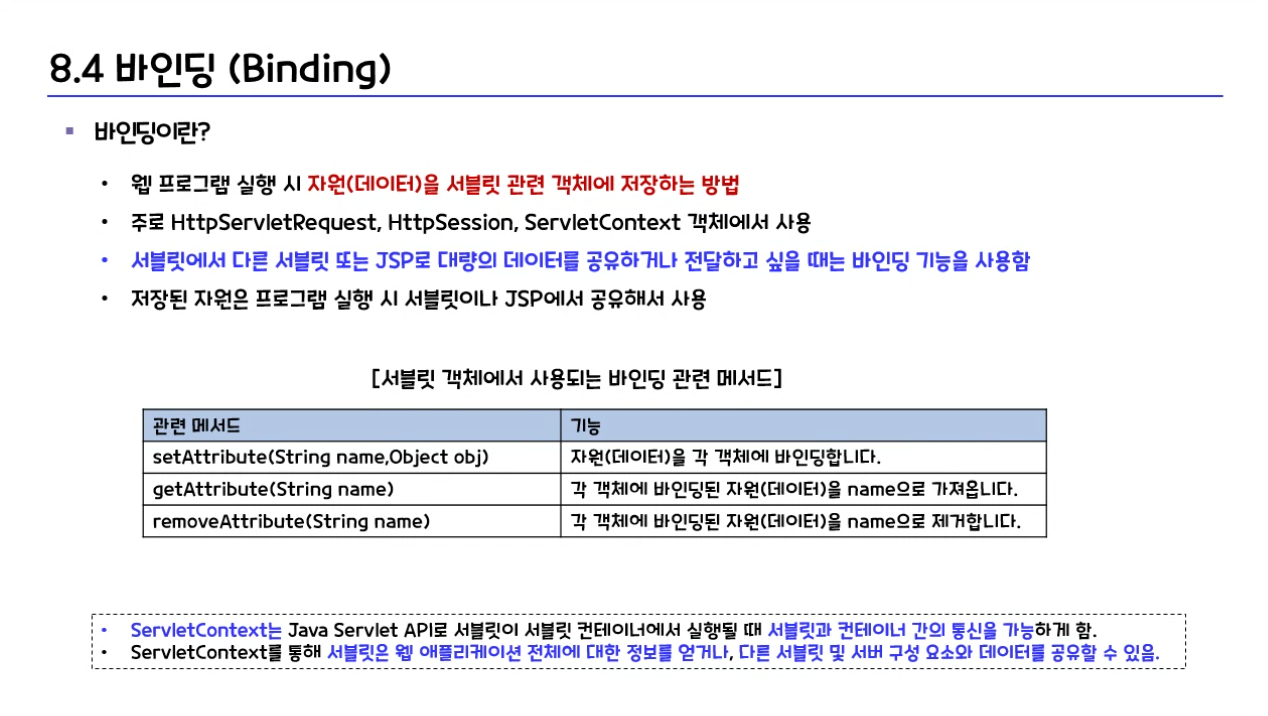 8.4 바인딩 (Binding)
▪ 바인딩이란?
• 웹 프로그램 실행 시 자원(데이터)을 서블릿 관련 객체에 저장하는 방법
• 주로 HttpServletRequest, HttpSession, ServletContext 객체에서 사용
• 서블릿에서 다른 서블릿 또는 JSP로 대량의 데이터를 공유하거나 전달하고 싶을 때는 바인딩 기능을 사용함
• 저장된 자원은 프로그램 실행 시 서블릿이나 JSP에서 공유해서 사용
[서블릿 객체에서 사용되는 바인딩 관련 메서드]
관련 메서드 기능
setAttribute(String name,Object obj) 자원(데이터)을 각 객체에 바인딩합니다.
getAttribute(String name) 각 객체에 바인딩된 자원(데이터)을 name으로 가져옵니다.
removeAttribute(String name) 각 객체에 바인딩된 자원(데이터)을 name으로 제거합니다.
• ServletContext는 Java Servlet API로 서블릿이 서블릿 컨테이너에서 실행될 때 서블릿과 컨테이너 간의 통신을 가능하게 함.
• ServletContext를 통해 서블릿은 웹 애플리케이션 전체에 대한 정보를 얻거나, 다른 서블릿 및 서버 구성 요소와 데이터를 공유할 수 있음.